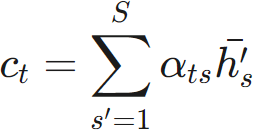 $c_t = \sum_{s'=1}^{S} \alpha_{ts} \bar{h'_s}$